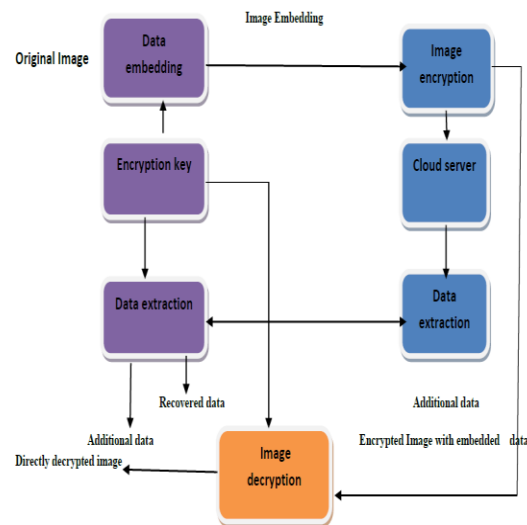 Image Embedding
Original Image
Data
embedding
Image
encryption
Encryption key
Cloud server
Data extraction
Data
extraction
Recovered data
Additional data
Additional data
Directly decrypted image
Encrypted Image with embedded data
Image
decryption